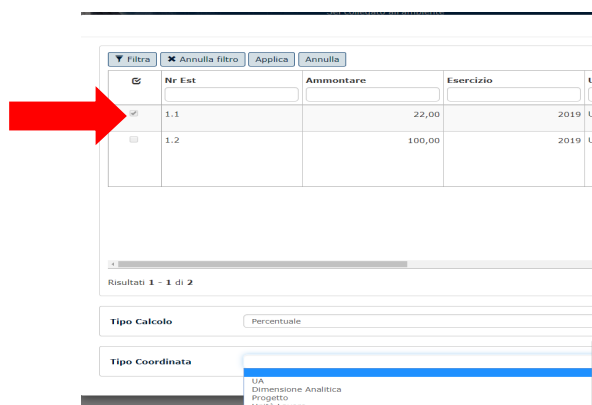 Filtra Annulla filtro Applica Annulla
Nr Est Ammontare Esercizio U
1.1 22,00 2019 U
1.2 100,00 2019 U
Risultati 1 - 1 di 2
Tipo Calcolo Percentuale
Tipo Coordinata
UA
Dimensione Analitica
Progetto